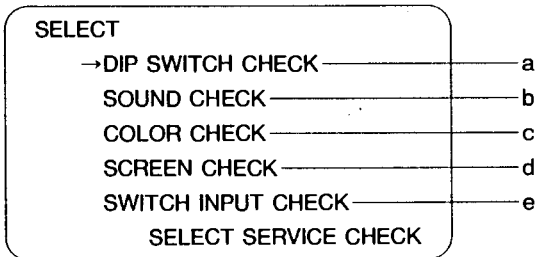 SELECT
→DIP SWITCH CHECK a
SOUND CHECK b
COLOR CHECK c
SCREEN CHECK d
SWITCH INPUT CHECK e
SELECT SERVICE CHECK